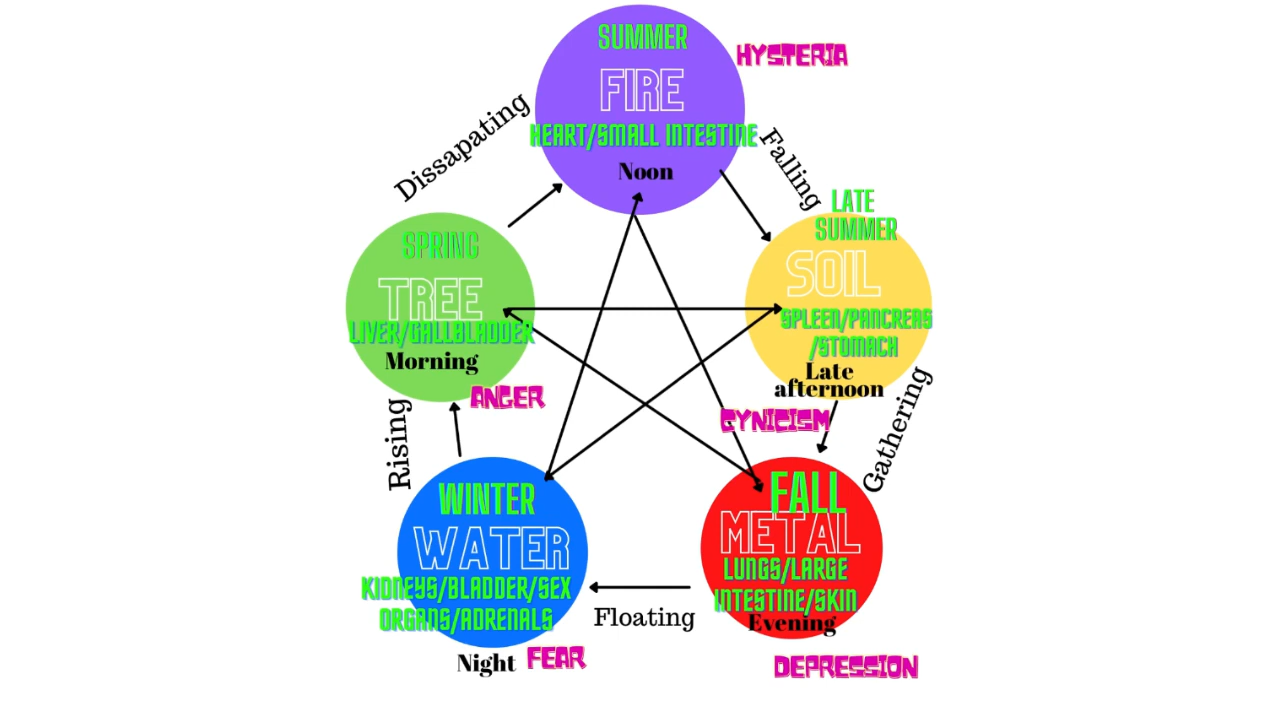 SUMMER
FIRE
HEART/SMALL INTESTINE
Noon
HYSTERIA
Dissapating
Falling
LATE
SUMMER
SOIL
SPLEEN/PANCREAS
/STOMACH
Late
afternoon
CYNICISM
SPRING
TREE
LIVER/GALLBLADDER
Morning
ANGER
Rising
Gathering
WINTER
WATER
KIDNEYS/BLADDER/SEX
ORGANS/ADRENALS
Night
FEAR
Floating
FALL
METAL
LUNGS/LARGE
INTESTINE/SKIN
Evening
DEPRESSION